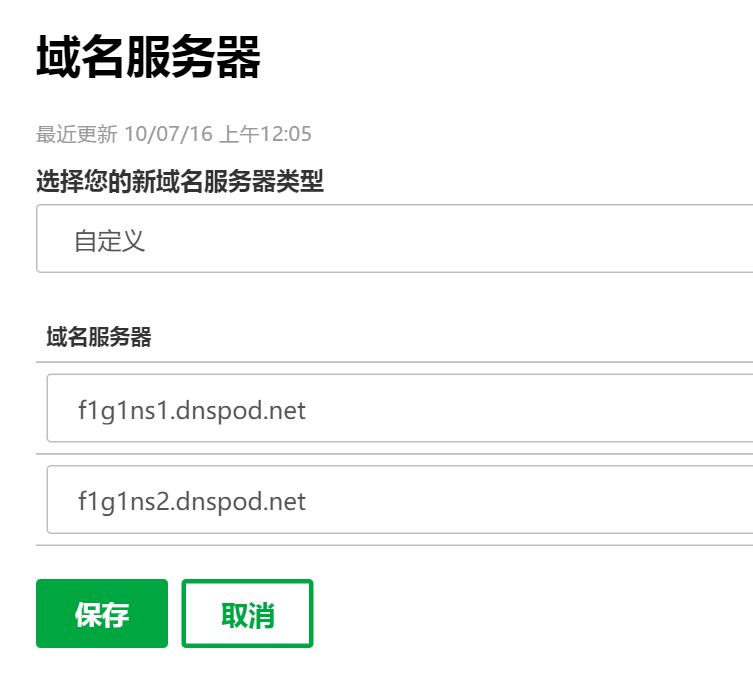 域名服务器
最近更新 10/07/16 上午12:05
选择您的新域名服务器类型
自定义
域名服务器
f1g1ns1.dnspod.net
f1g1ns2.dnspod.net
保存 取消